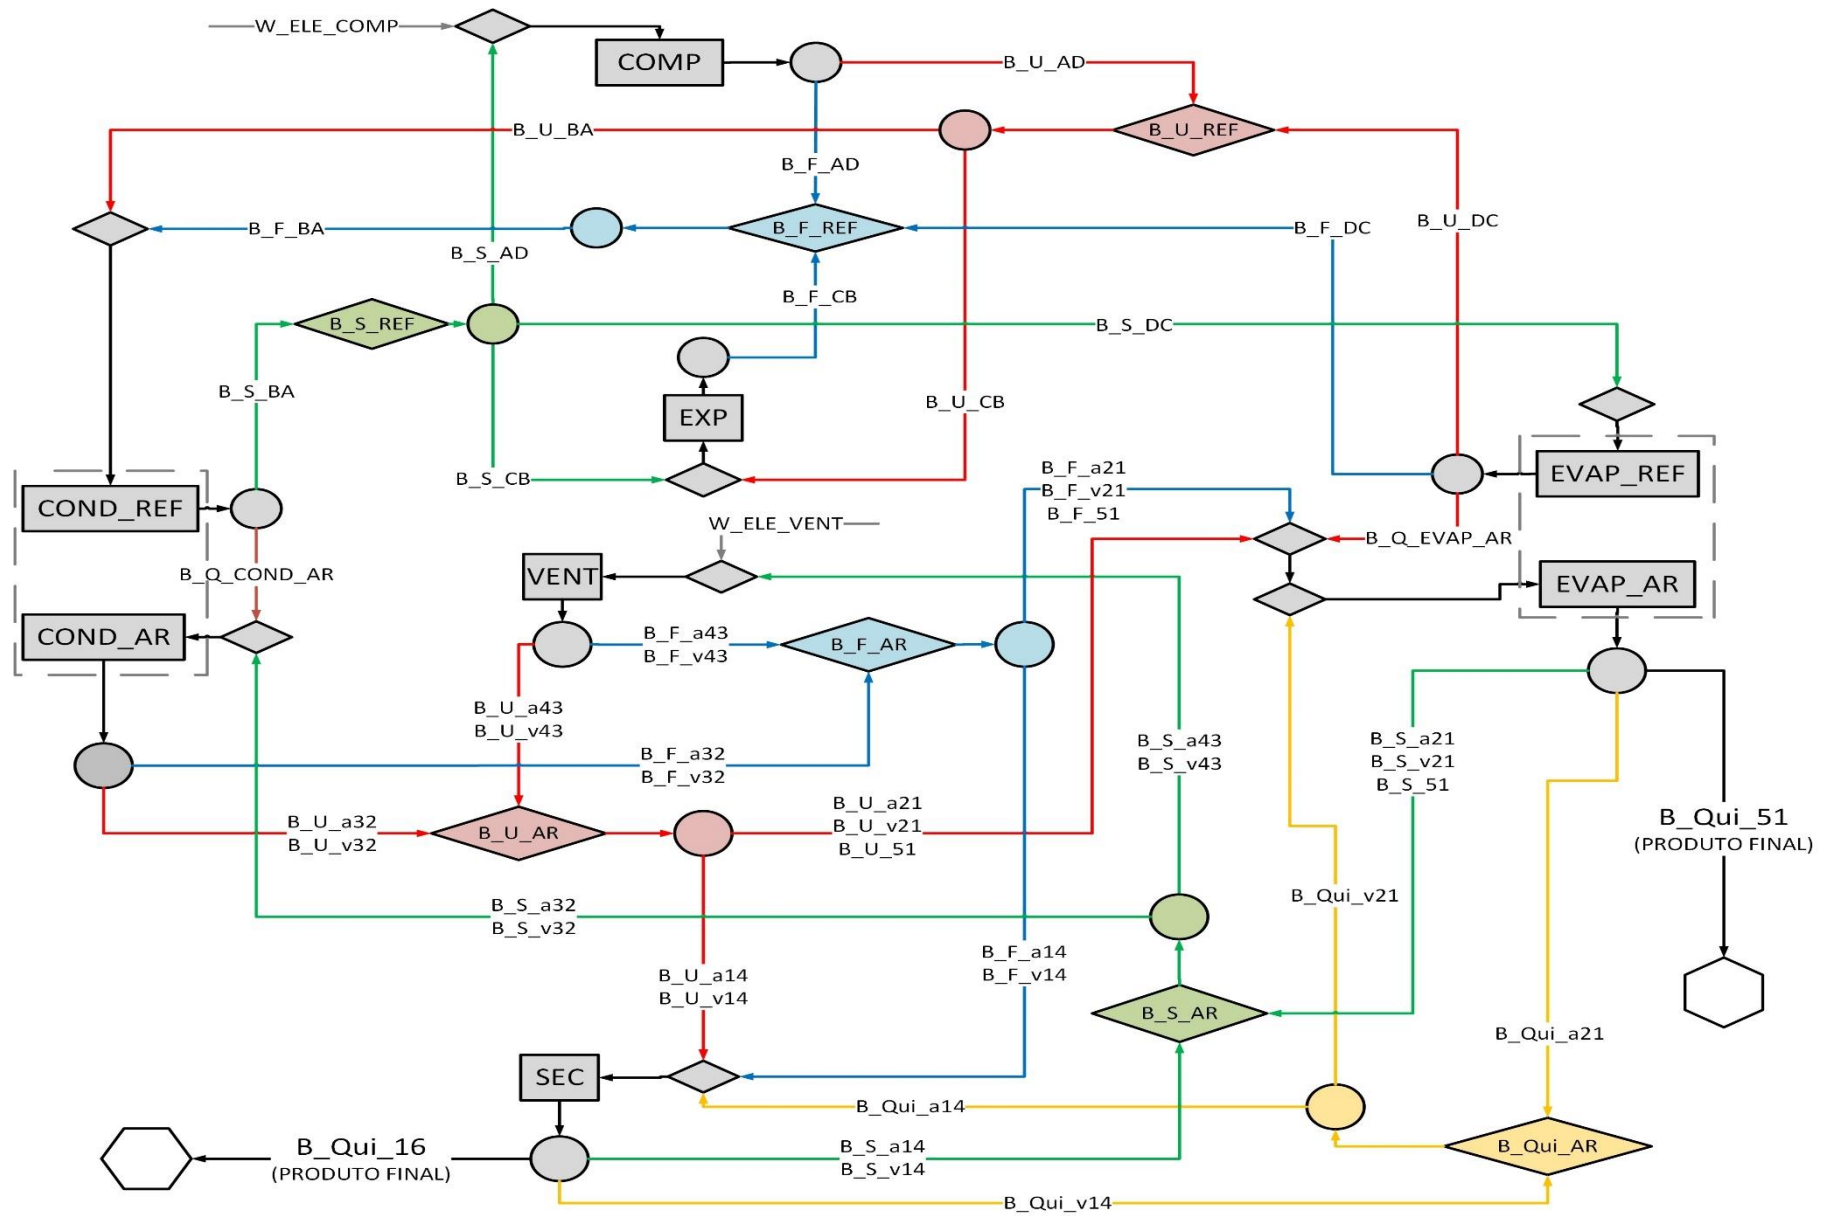 W_ELE_COMP
COMP
B_U_AD
B_U_BA
B_U_REF
B_F_AD
B_F_BA
B_F_REF
B_F_DC
B_U_DC
B_S_AD
B_F_CB
B_S_REF
B_S_DC
B_S_BA
EXP
B_U_CB
B_S_CB
B_F_a21
B_F_v21
B_F_51
EVAP_REF
COND_REF
W_ELE_VENT
B_Q_EVAP_AR
B_Q_COND_AR
VENT
EVAP_AR
COND_AR
B_F_a43
B_F_v43
B_F_AR
B_U_a43
B_U_v43
B_F_a32
B_F_v32
B_S_a43
B_S_v43
B_S_a21
B_S_v21
B_S_51
B_U_a32
B_U_v32
B_U_AR
B_U_a21
B_U_v21
B_U_51
B_Qui_51
(PRODUTO FINAL)
B_Qui_v21
B_S_a32
B_S_v32
B_F_a14
B_F_v14
B_U_a14
B_U_v14
B_S_AR
B_Qui_a21
SEC
B_Qui_a14
B_Qui_16
(PRODUTO FINAL)
B_S_a14
B_S_v14
B_Qui_AR
B_Qui_v14